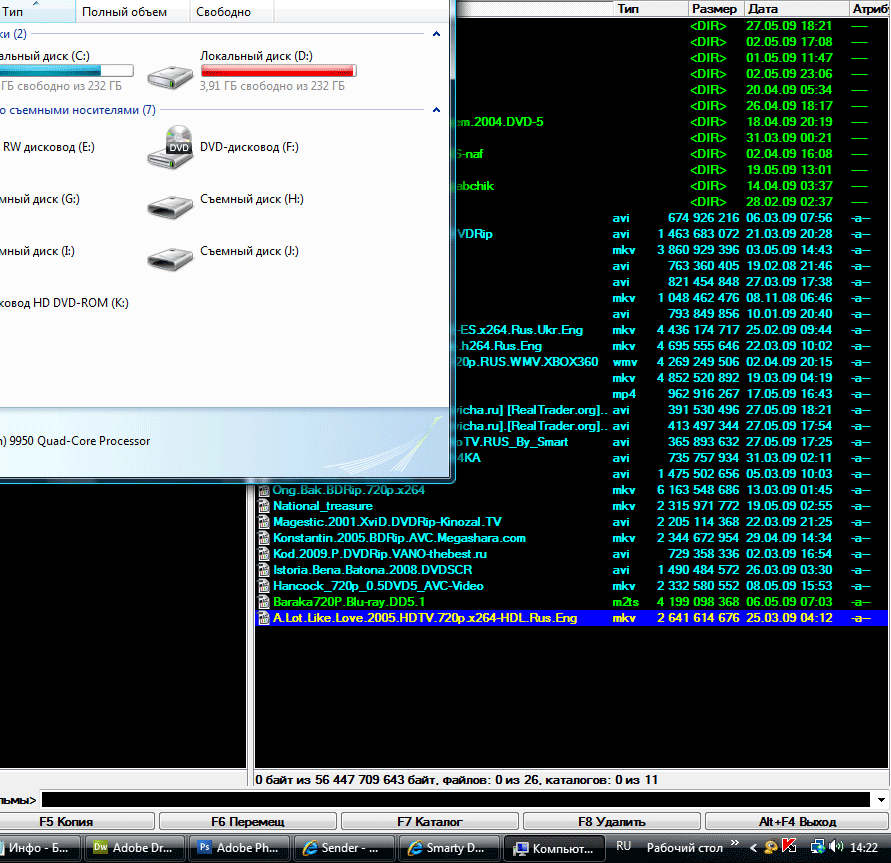 Тип Полный объем Свободно
ки (2)
альный диск (C:)
ГБ свободно из 232 ГБ
Локальный диск (D:)
3,91 ГБ свободно из 232 ГБ
со съемными носителями (7)
RW дисковод (E:)
DVD
DVD-дисковод (F:)
мный диск (G:)
Съемный диск (H:)
мный диск (I:)
Съемный диск (J:)
ковод HD DVD-ROM (K:)
) 9950 Quad-Core Processor
Тип Размер Дата Атрибу
<DIR> 27.05.09 18:21 ----
<DIR> 02.05.09 17:08 ----
<DIR> 01.05.09 11:47 ----
<DIR> 02.05.09 23:06 ----
<DIR> 20.04.09 05:34 ----
<DIR> 26.04.09 18:17 ----
em.2004.DVD-5 <DIR> 18.04.09 20:19 ----
<DIR> 31.03.09 00:21 ----
S-naf <DIR> 02.04.09 16:08 ----
<DIR> 19.05.09 13:01 ----
abchik <DIR> 14.04.09 03:37 ----
<DIR> 28.02.09 02:37 ----
avi 674 926 216 06.03.09 07:56 -a--
VDRip avi 1 463 683 072 21.03.09 20:28 -a--
mkv 3 860 929 396 03.05.09 14:43 -a--
avi 763 360 405 19.02.08 21:46 -a--
avi 821 454 848 27.03.09 17:38 -a--
mkv 1 048 462 476 08.11.08 06:46 -a--
avi 793 849 856 10.01.09 20:40 -a--
-ES.x264.Rus.Ukr.Eng mkv 4 436 174 717 25.02.09 09:44 -a--
.h264.Rus.Eng mkv 4 695 555 646 22.03.09 10:02 -a--
20p.RUS.WMV.XBOX360 wmv 4 269 249 506 02.04.09 20:15 -a--
mkv 4 852 520 892 19.03.09 04:19 -a--
mp4 962 916 267 17.05.09 16:43 -a--
vicha.ru] [RealTrader.org].. avi 391 530 496 27.05.09 18:21 -a--
vicha.ru].[RealTrader.org].. avi 413 497 344 27.05.09 17:54 -a--
oTV.RUS_By_Smart avi 365 893 632 27.05.09 17:25 -a--
4KA avi 735 757 934 31.03.09 02:11 -a--
avi 1 475 502 656 05.03.09 10:03 -a--
Ong.Bak.BDRip.720p.x264 mkv 6 163 548 686 13.03.09 01:45 -a--
National_treasure mkv 2 315 971 772 19.05.09 02:55 -a--
Magestic.2001.XviD.DVDRip-Kinozal.TV avi 2 205 114 368 22.03.09 21:25 -a--
Konstantin.2005.BDRip.AVC.Megashara.com mkv 2 344 672 954 29.04.09 14:34 -a--
Kod.2009.P.DVDRip.VANO-thebest.ru avi 729 358 336 02.03.09 16:54 -a--
Istoria.Bena.Batona.2008.DVDSCR avi 1 490 484 572 26.03.09 03:30 -a--
Hancock_720p_0.5DVD5_AVC-Video mkv 2 332 580 552 08.05.09 15:53 -a--
Baraka720P.Blu-ray.DD5.1 m2ts 4 199 098 368 06.05.09 07:03 -a--
A.Lot.Like.Love.2005.HDTV.720p.x264-HDL.Rus.Eng mkv 2 641 614 676 25.03.09 04:12 -a--
0 байт из 56 447 709 643 байт, файлов: 0 из 26, каталогов: 0 из 11
льмы>
F5 Копия F6 Перемещ F7 Каталог F8 Удалить Alt+F4 Выход
Инфо - Б... Dw Adobe Dr... Ps Adobe Ph... Sender - ... Smarty D... Компьют... RU Рабочий стол » 14:22